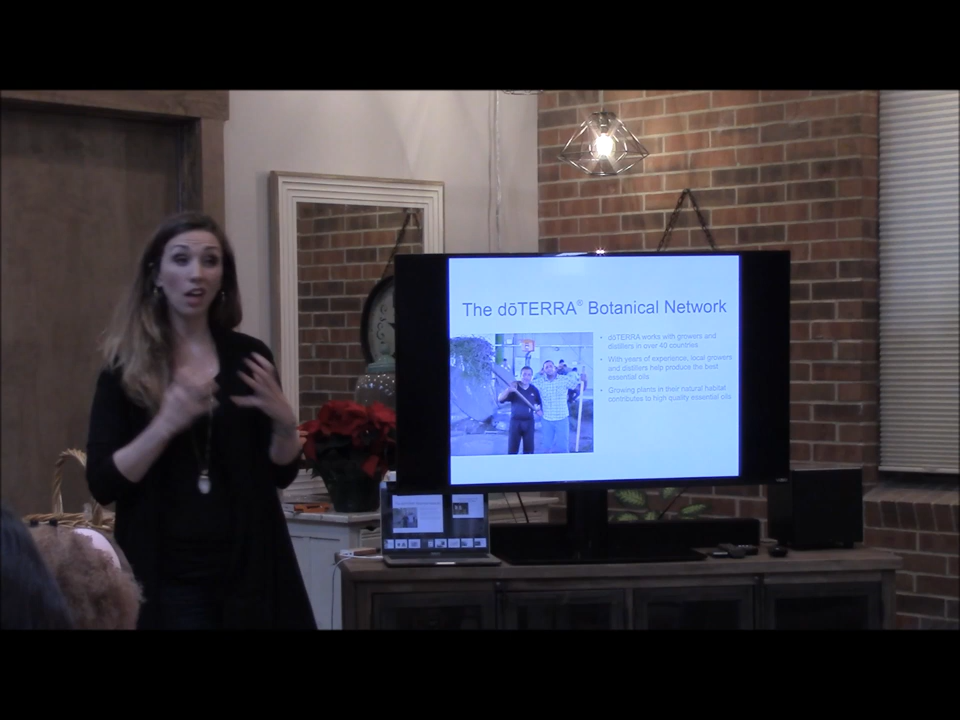 The dōTERRA® Botanical Network
• dōTERRA works with growers and
distillers in over 40 countries
• With years of experience, local growers
and distillers help produce the best
essential oils
• Growing plants in their natural habitat
contributes to high quality essential oils